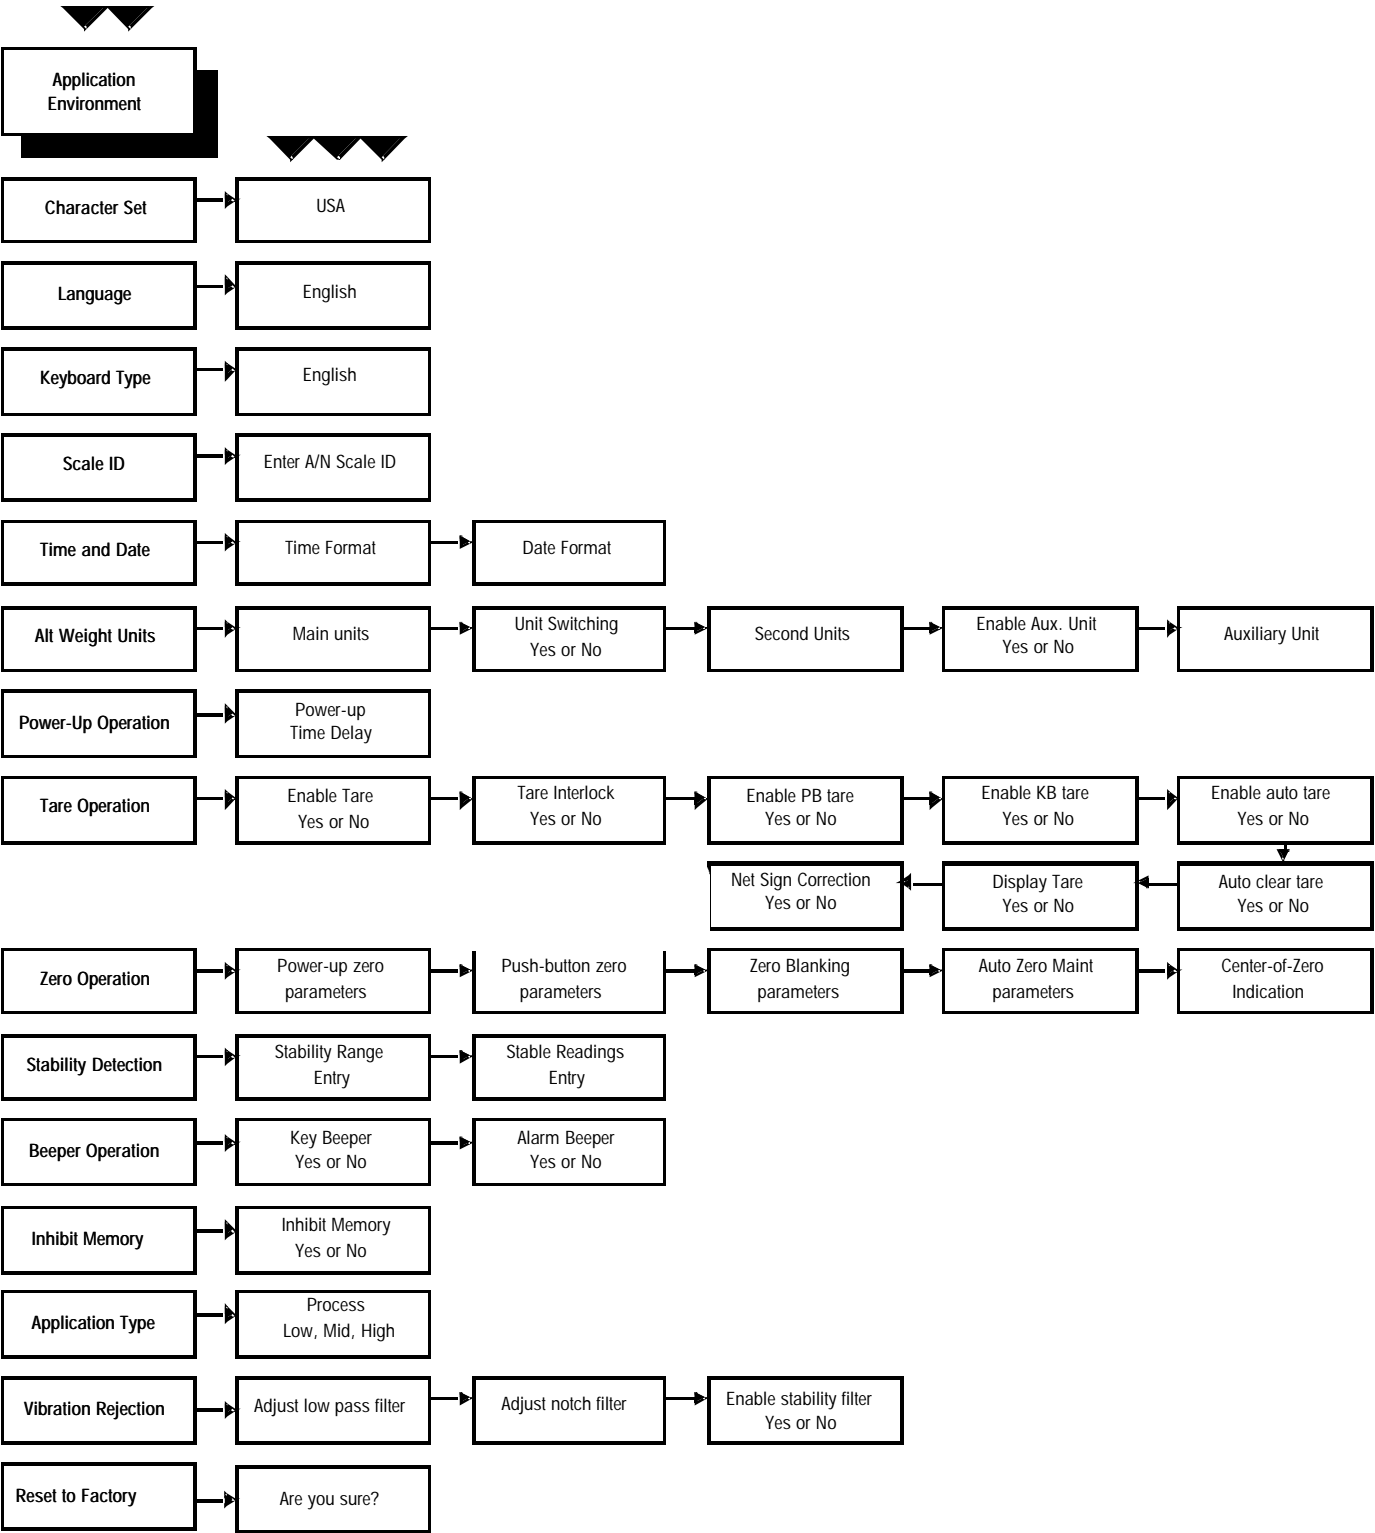 Application
Environment
Character Set
USA
Language
English
Keyboard Type
English
Scale ID
Enter A/N Scale ID
Time and Date
Time Format
Date Format
Alt Weight Units
Main units
Unit Switching
Yes or No
Second Units
Enable Aux. Unit
Yes or No
Auxiliary Unit
Power-Up Operation
Power-up
Time Delay
Tare Operation
Enable Tare
Yes or No
Tare Interlock
Yes or No
Enable PB tare
Yes or No
Enable KB tare
Yes or No
Enable auto tare
Yes or No
Auto clear tare
Yes or No
Display Tare
Yes or No
Net Sign Correction
Yes or No
Zero Operation
Power-up zero
parameters
Push-button zero
parameters
Zero Blanking
parameters
Auto Zero Maint
parameters
Center-of-Zero
Indication
Stability Detection
Stability Range
Entry
Stable Readings
Entry
Beeper Operation
Key Beeper
Yes or No
Alarm Beeper
Yes or No
Inhibit Memory
Inhibit Memory
Yes or No
Application Type
Process
Low, Mid, High
Vibration Rejection
Adjust low pass filter
Adjust notch filter
Enable stability filter
Yes or No
Reset to Factory
Are you sure?